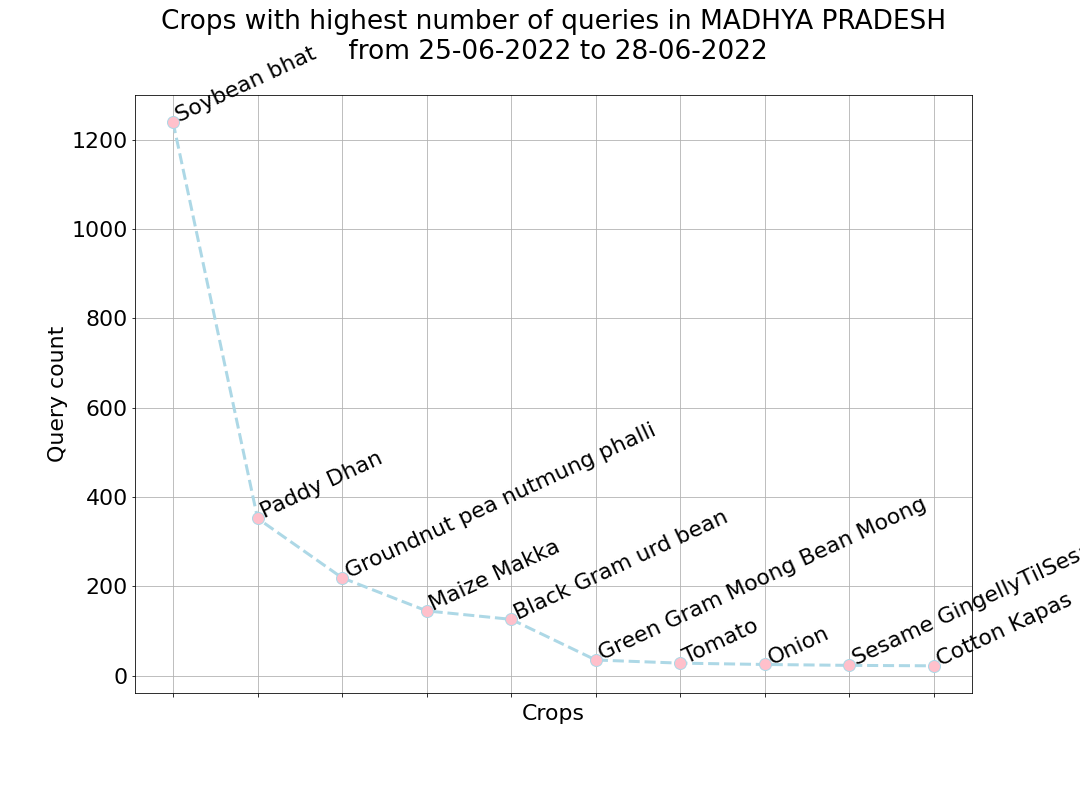 Crops with highest number of queries in MADHYA PRADESH
from 25-06-2022 to 28-06-2022
Query count
1200
1000
800
600
400
200
0
Soybean bhat
Paddy Dhan
Groundnut pea nutmung phalli
Maize Makka
Black Gram urd bean
Green Gram Moong Bean Moong
Tomato
Onion
Sesame
Cotton Kapas
Crops